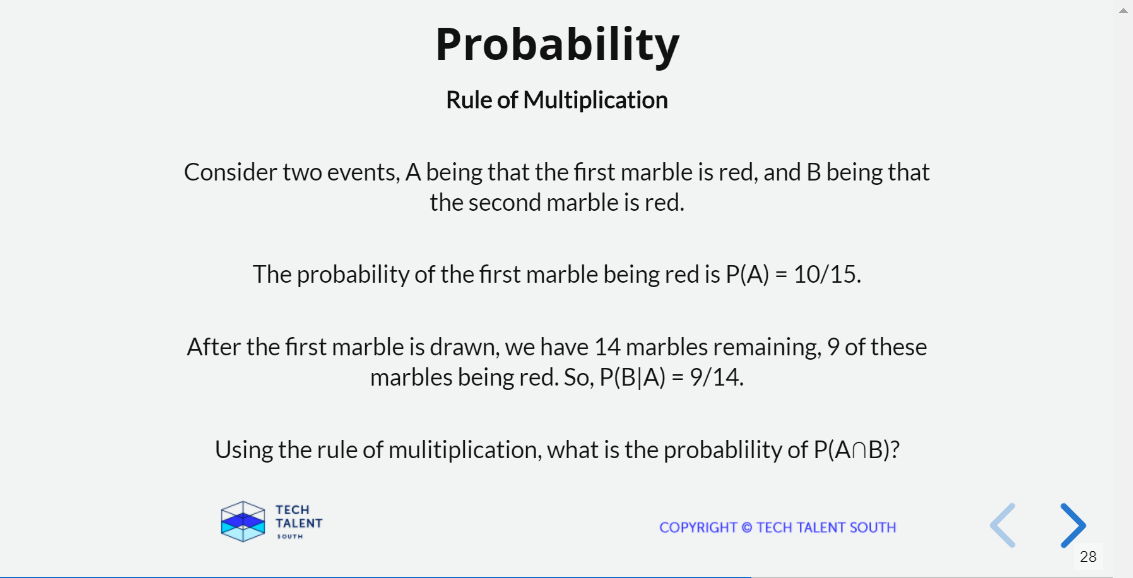 Probability
Rule of Multiplication
Consider two events, A being that the first marble is red, and B being that
the second marble is red.
The probability of the first marble being red is P(A) = 10/15.
After the first marble is drawn, we have 14 marbles remaining, 9 of these
marbles being red. So, P(B|A) = 9/14.
Using the rule of mulitiplication, what is the probablility of P(A∩B)?
TECH
TALENT
SOUTH
COPYRIGHT © TECH TALENT SOUTH
28